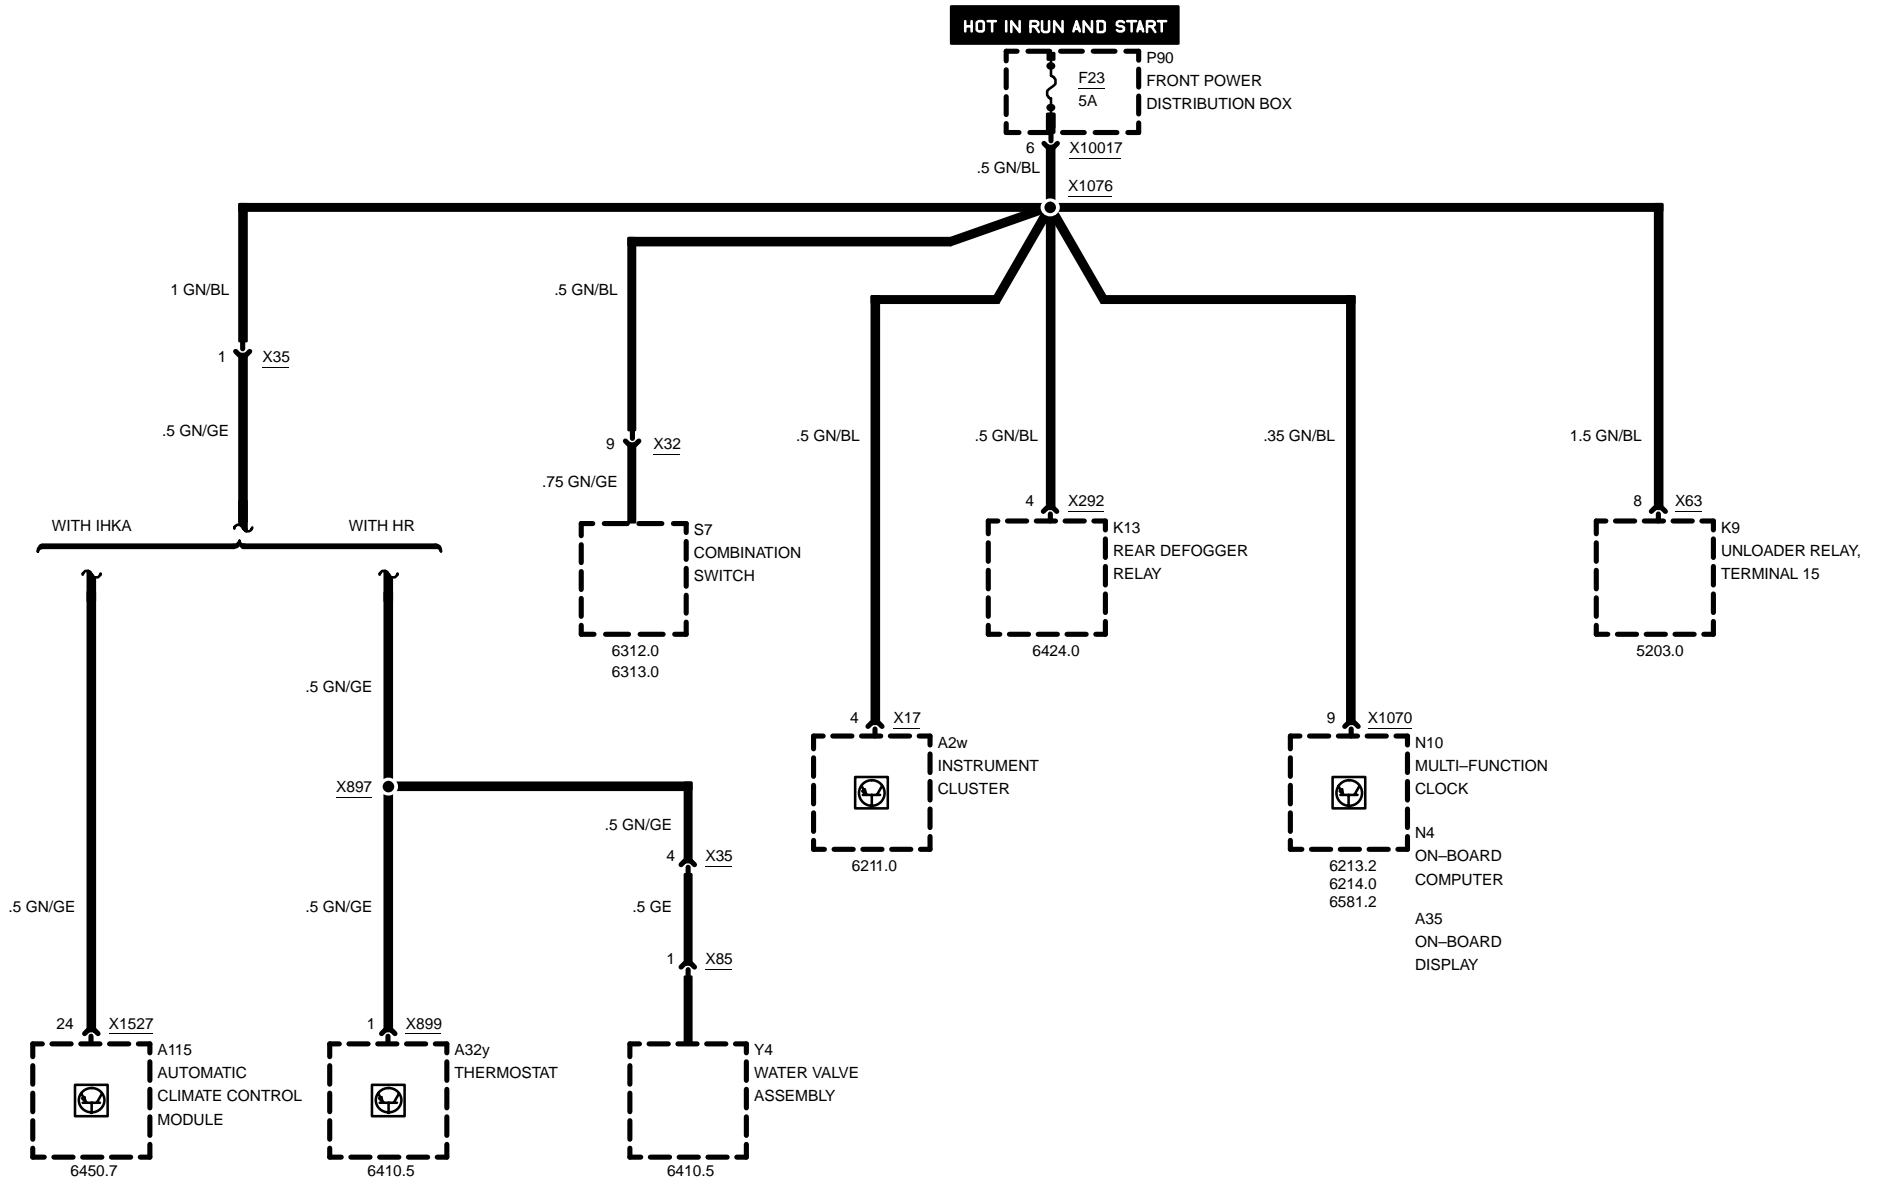 HOT IN RUN AND START
P90
FRONT POWER
DISTRIBUTION BOX
F23
5A
6 X10017
.5 GN/BL
X1076
1 GN/BL
1 X35
.5 GN/GE
WITH IHKA
WITH HR
.5 GN/BL
9 X32
.75 GN/GE
S7
COMBINATION
SWITCH
6312.0
6313.0
.5 GN/BL
.5 GN/BL
.35 GN/BL
1.5 GN/BL
4 X292
K13
REAR DEFOGGER
RELAY
6424.0
8 X63
K9
UNLOADER RELAY,
TERMINAL 15
5203.0
4 X17
A2w
INSTRUMENT
CLUSTER
6211.0
9 X1070
N10
MULTI–FUNCTION
CLOCK
N4
ON–BOARD
COMPUTER
A35
ON–BOARD
DISPLAY
6213.2
6214.0
6581.2
.5 GN/GE
X897
.5 GN/GE
4 X35
.5 GN/GE
.5 GN/GE
.5 GE
1 X85
24 X1527
A115
AUTOMATIC
CLIMATE CONTROL
MODULE
6450.7
1 X899
A32y
THERMOSTAT
6410.5
Y4
WATER VALVE
ASSEMBLY
6410.5